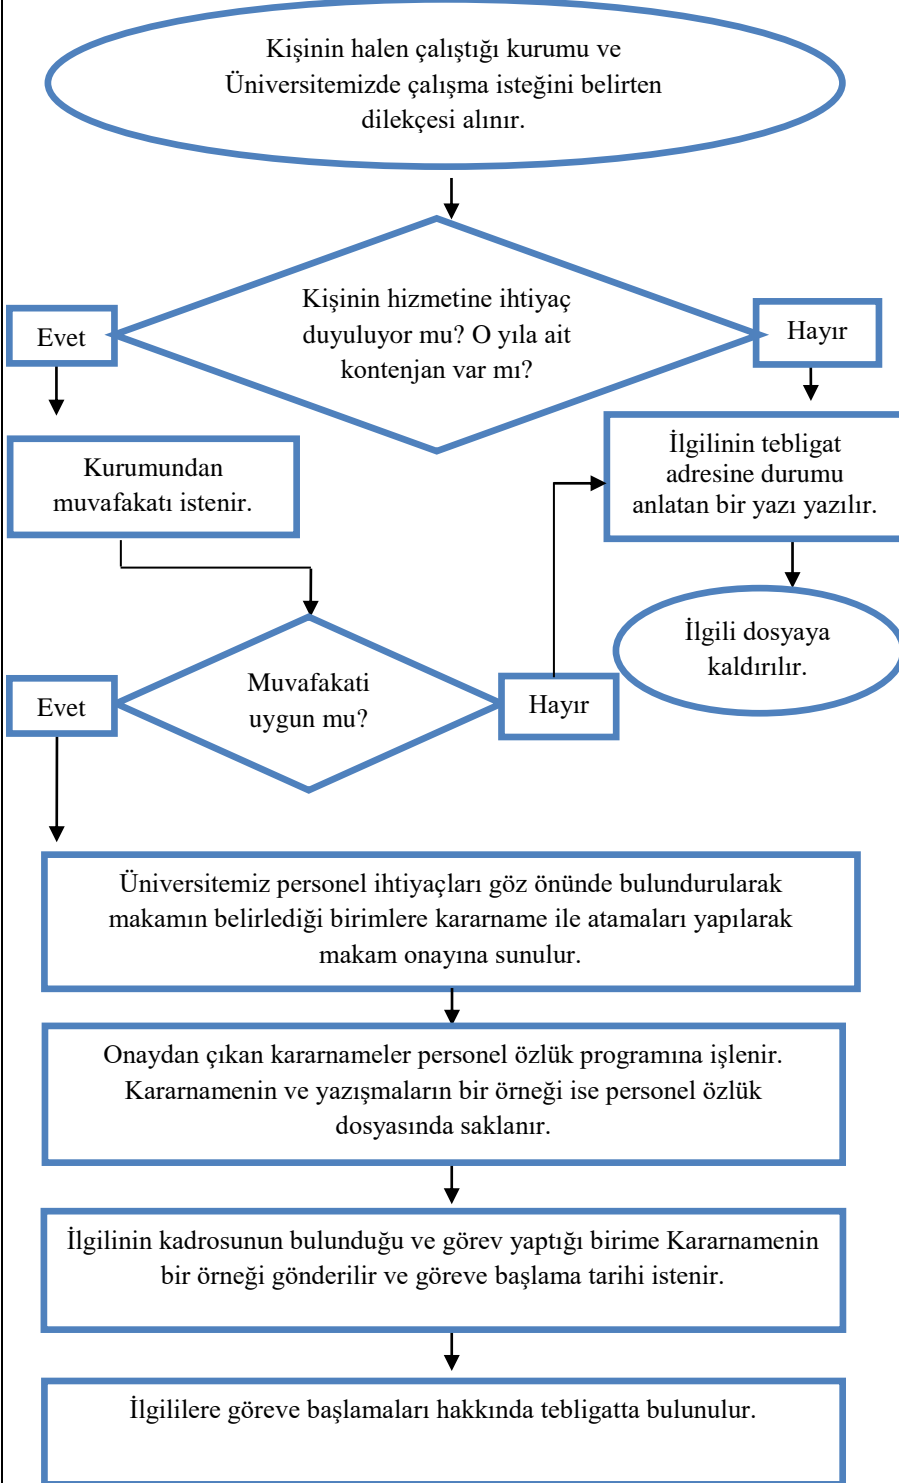 Kişinin halen çalıştığı kurumu ve
Üniversitemizde çalışma isteğini belirten
dilekçesi alınır.
Kişinin hizmetine ihtiyaç
duyuluyor mu? O yıla ait
kontenjan var mı?
Evet
Hayır
Kurumundan
muvafakatı istenir.
İlgilinin tebligat
adresine durumu
anlatan bir yazı yazılır.
İlgili dosyaya
kaldırılır.
Muvafakati
uygun mu?
Evet
Hayır
Üniversitemiz personel ihtiyaçları göz önünde bulundurularak
makamın belirlediği birimlere kararname ile atamaları yapılarak
makam onayına sunulur.
Onaydan çıkan kararnameler personel özlük programına işlenir.
Kararnamenin ve yazışmaların bir örneği ise personel özlük
dosyasında saklanır.
İlgilinin kadrosunun bulunduğu ve görev yaptığı birime Kararnamenin
bir örneği gönderilir ve göreve başlama tarihi istenir.
İlgililere göreve başlamaları hakkında tebligatta bulunulur.